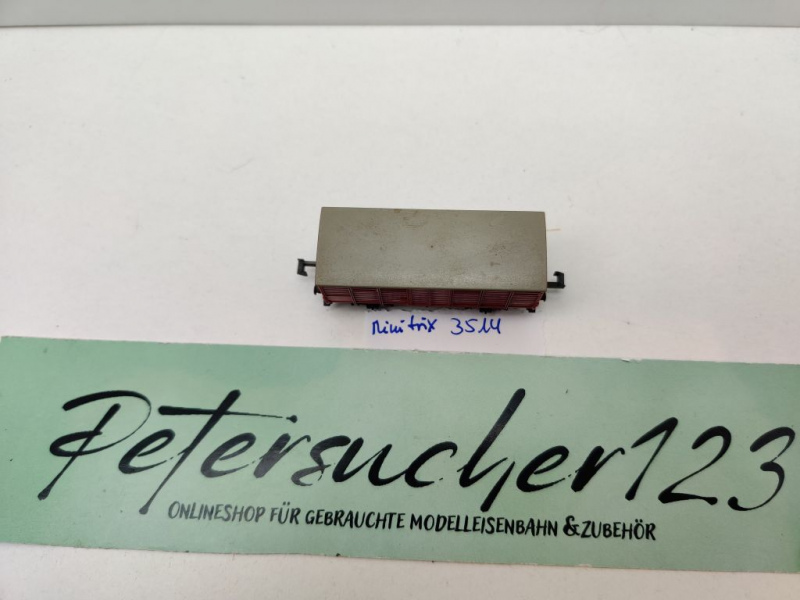 Minitrix 3514
Petersucher123
ONLINESHOP FÜR GEBRAUCHTE MODELLEISENBAHN & ZUBEHÖR